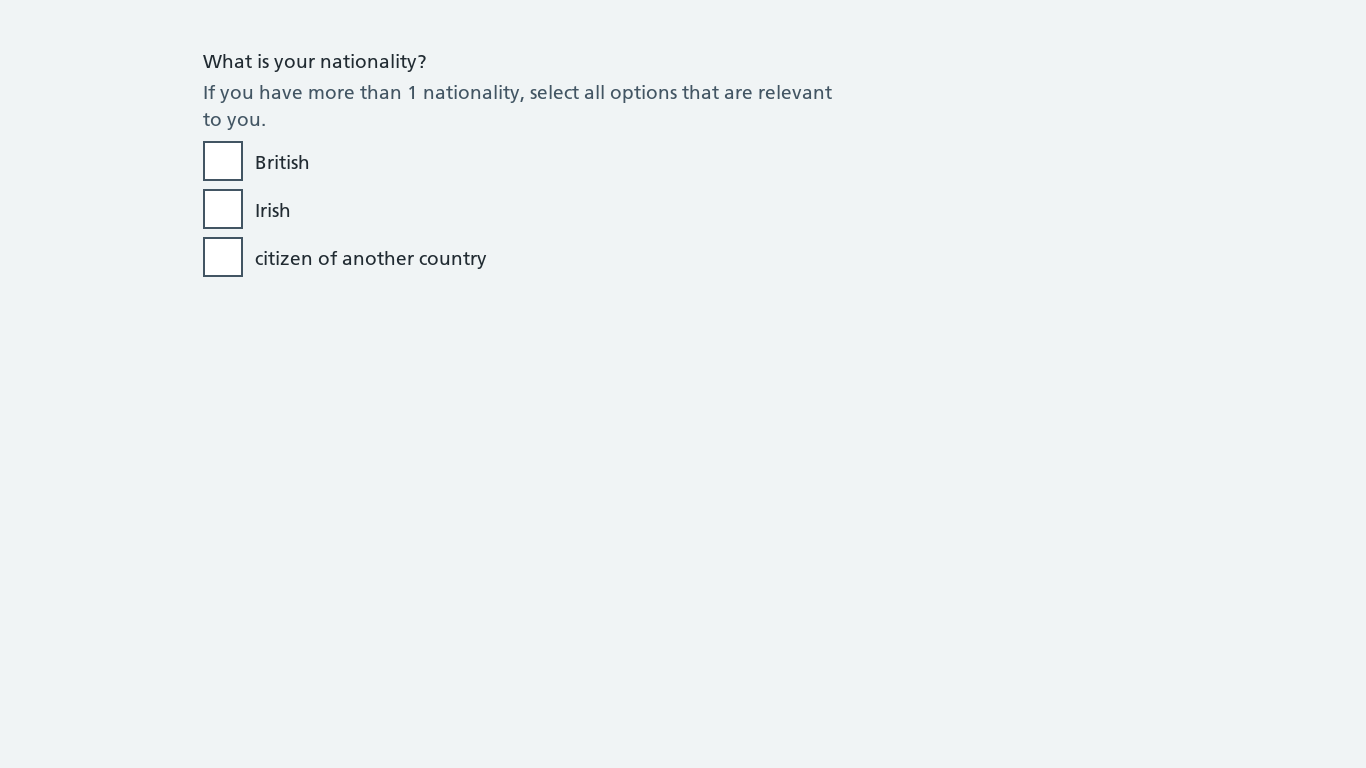 What is your nationality?
If you have more than 1 nationality, select all options that are relevant
to you.
British
Irish
citizen of another country